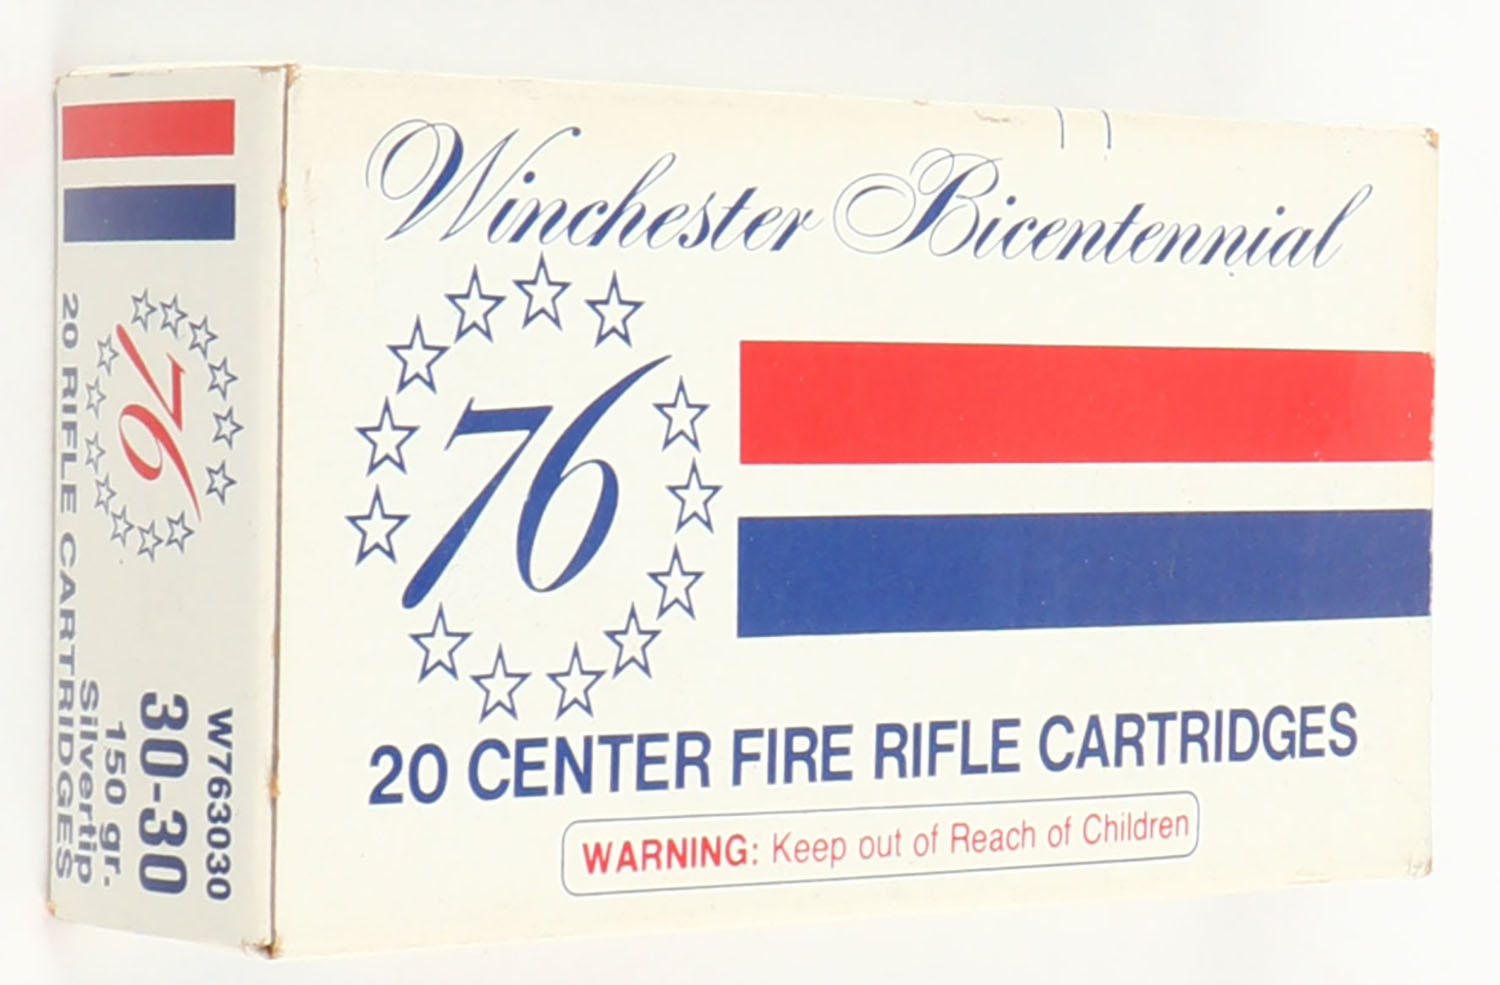 Winchester Bicentennial
76
20 CENTER FIRE RIFLE CARTRIDGES
WARNING: Keep out of Reach of Children
76
W763030
30-30
150 gr.
Silvertip
20 RIFLE CARTRIDGES